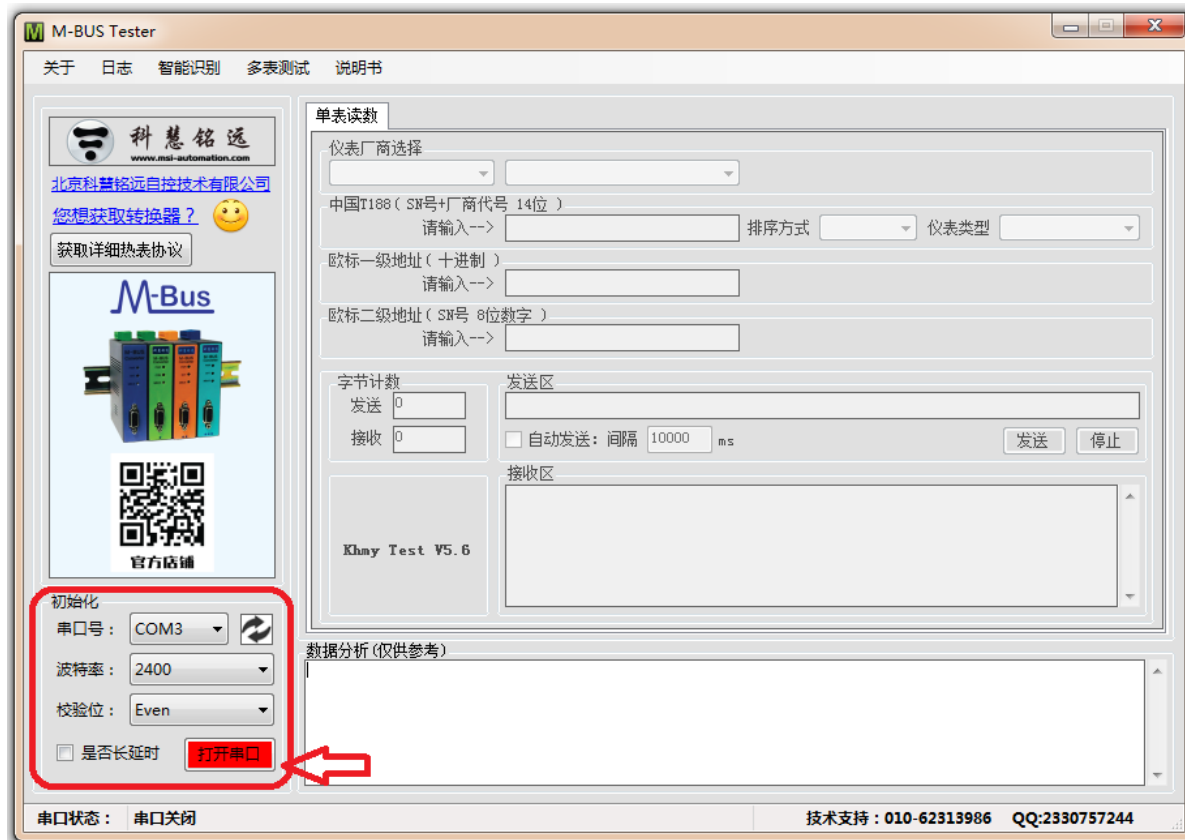 M-BUS Tester
关于 日志 智能识别 多表测试 说明书
科慧铭远
www.msi-automation.com
北京科慧铭远自控技术有限公司
您想获取转换器？
获取详细热表协议
M-Bus
官方店铺
初始化
串口号： COM3
波特率： 2400
校验位： Even
是否长延时 打开串口
单表读数
仪表厂商选择
中国T188( SN号+厂商代号 14位 )
请输入--> 排序方式 仪表类型
欧标一级地址( 十进制 )
请输入-->
欧标二级地址( SN号 8位数字 )
请输入-->
字节计数
发送 0
接收 0
发送区
自动发送：间隔 10000 ms 发送 停止
接收区
Khmy Test V5.6
数据分析(仅供参考)
串口状态： 串口关闭 技术支持：010-62313986 QQ:2330757244